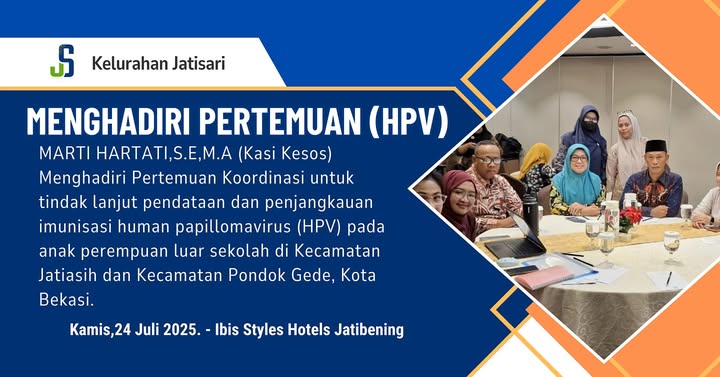 JS
Kelurahan Jatisari
MENGHADIRI PERTEMUAN (HPV)
MARTI HARTATI,S.E,M.A (Kasi Kesos)
Menghadiri Pertemuan Koordinasi untuk
tindak lanjut pendataan dan penjangkauan
imunisasi human papillomavirus (HPV) pada
anak perempuan luar sekolah di Kecamatan
Jatiasih dan Kecamatan Pondok Gede, Kota
Bekasi.
Kamis,24 Juli 2025. - Ibis Styles Hotels Jatibening